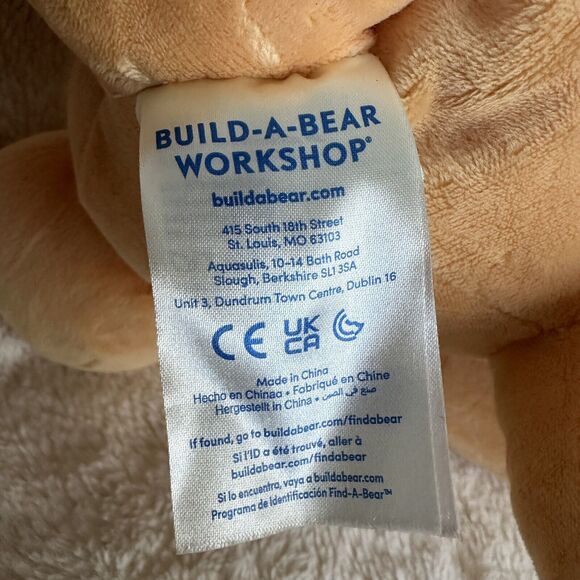 BUILD-A-BEAR
WORKSHOP®
buildabear.com
415 South 18th Street
St. Louis, MO 63103
Aquasulis, 10-14 Bath Road
Slough, Berkshire SL1 3SA
Unit 3, Dundrum Town Centre, Dublin 16
CE UK
CA
Made in China
Hecho en Chinaa • Fabriqué en Chine
Hergestellt in China • صنع في الصين
If found, go to buildabear.com/findabear
Si l'ID a été trouvé, aller à
buildabear.com/findabear
Si lo encuentra, vaya a buildabear.com
Programa de Identificación Find-A-Bear™